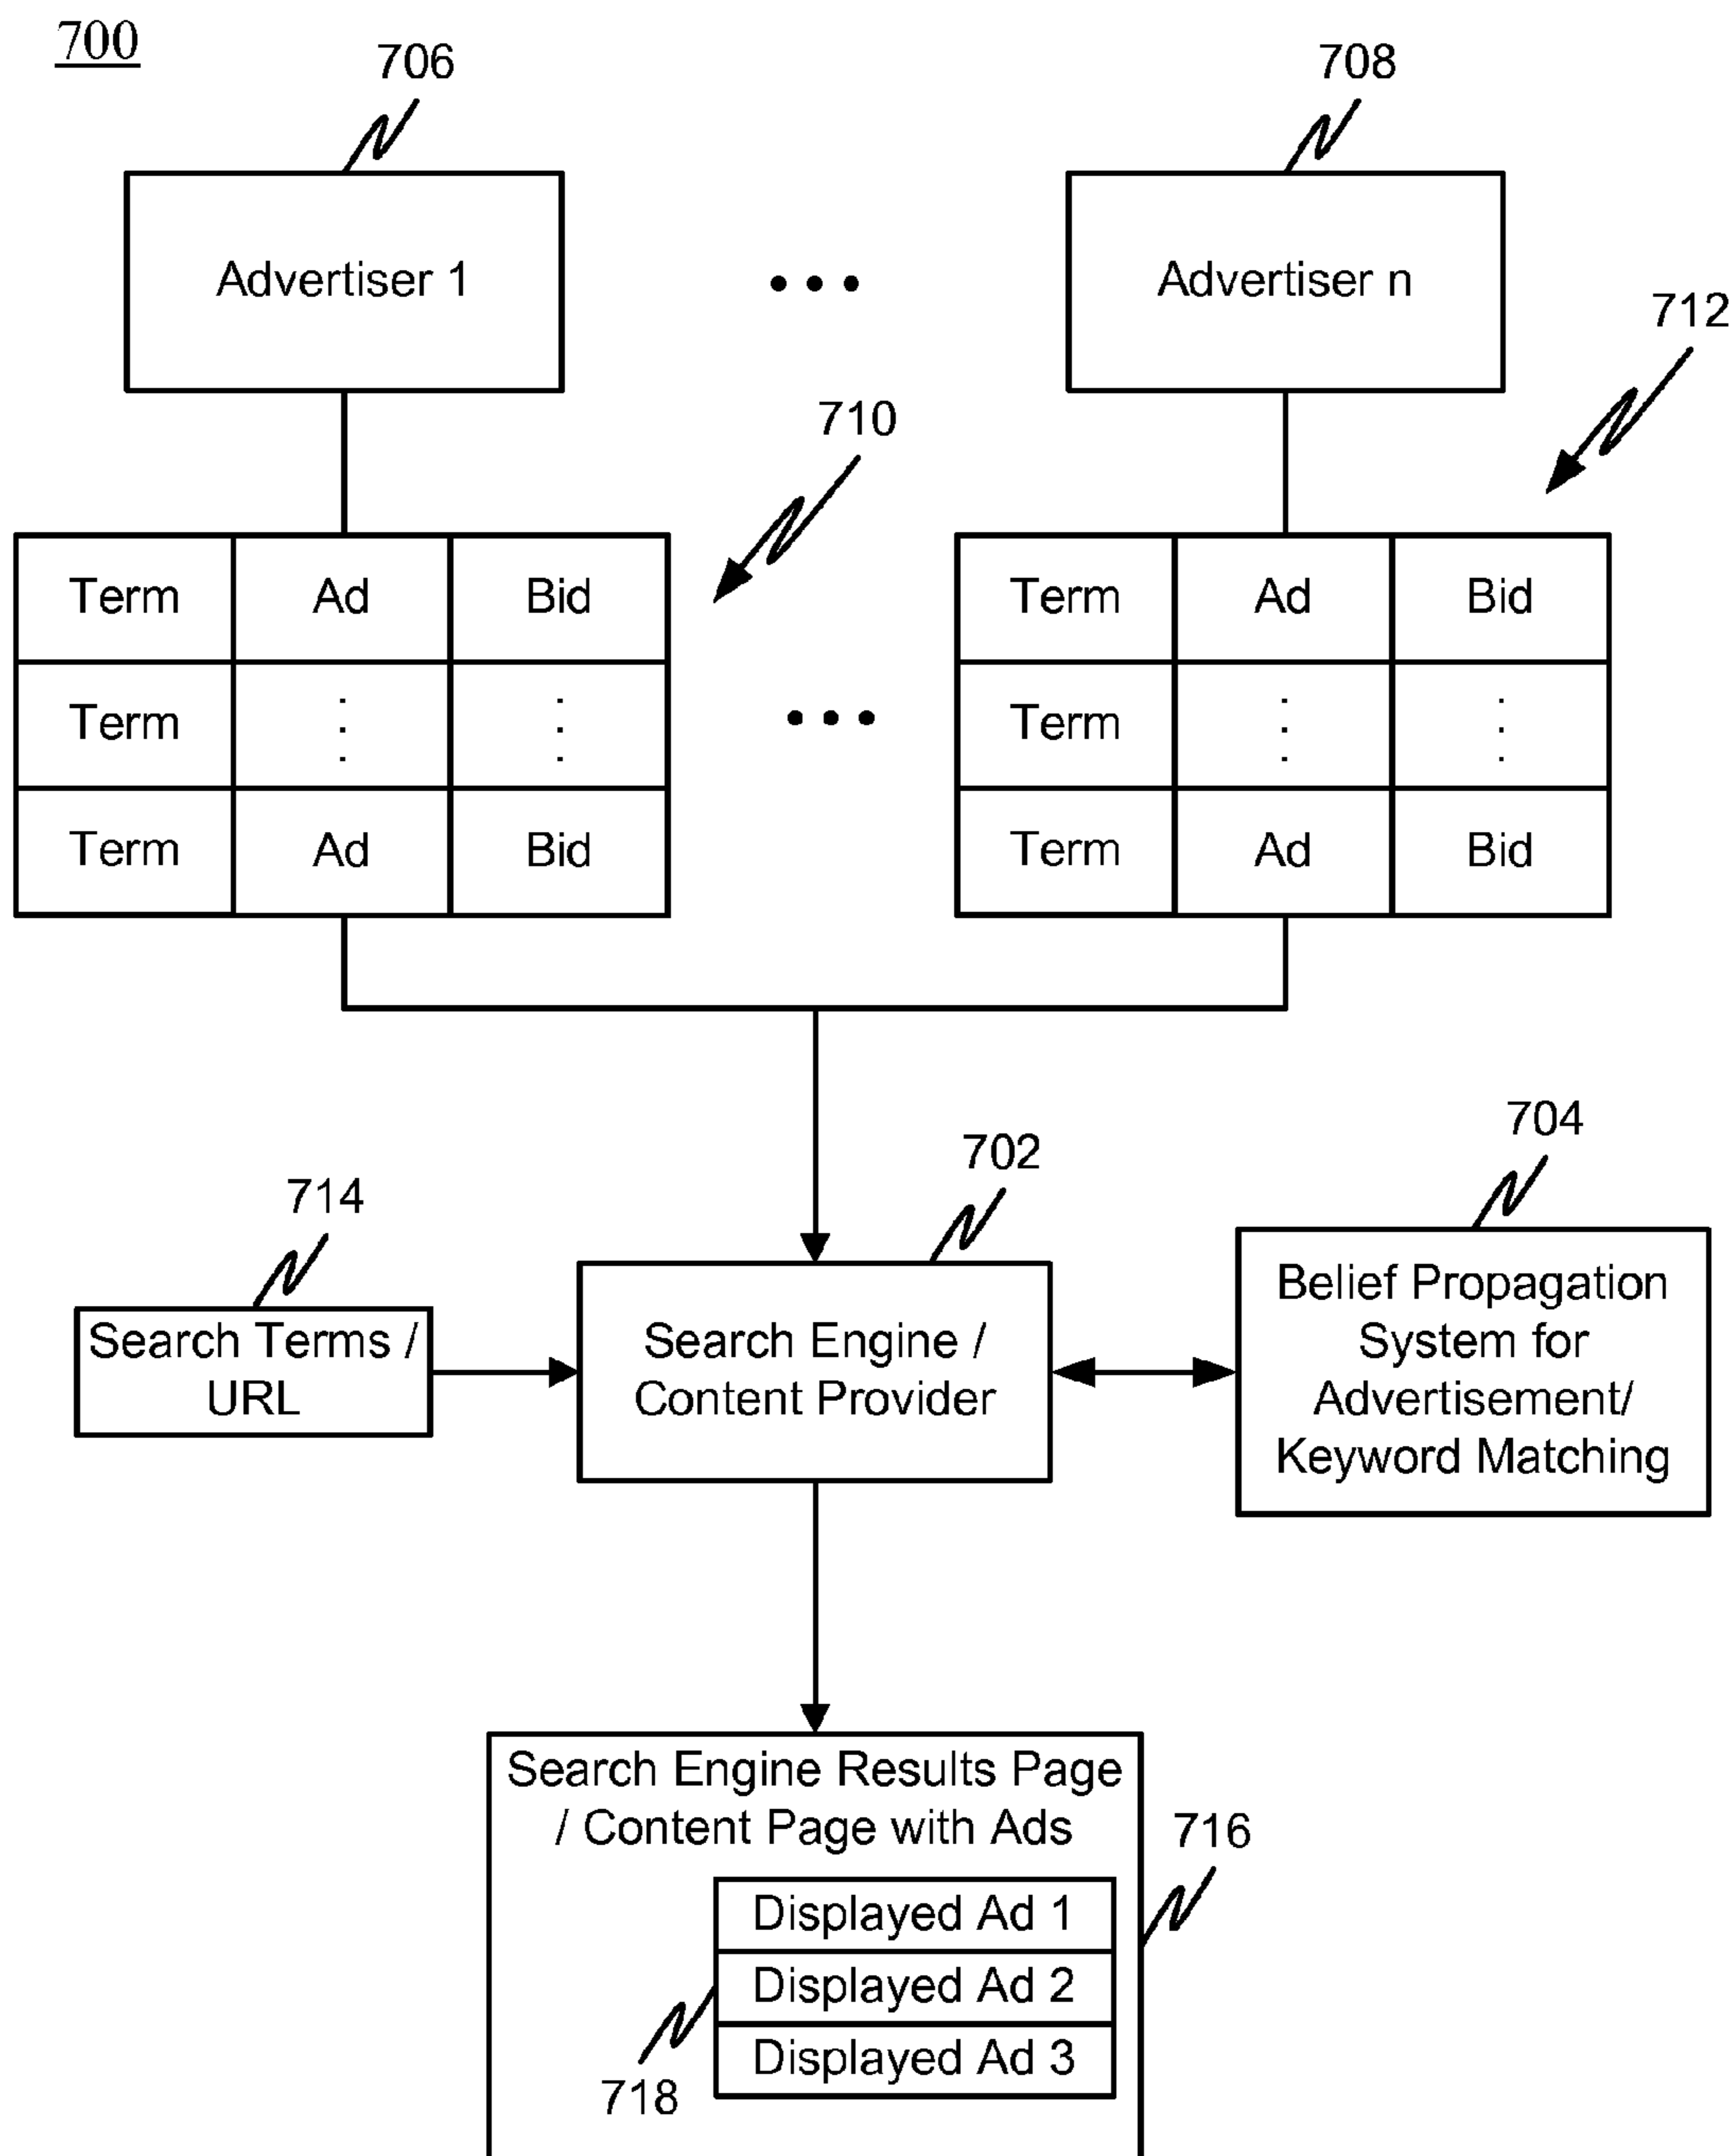 700
706
708
Advertiser 1
...
Advertiser n
712
710
Term Ad Bid
Term : :
Term Ad Bid
...
Term Ad Bid
Term : :
Term Ad Bid
702
704
714
Search Terms /
URL
Search Engine /
Content Provider
Belief Propagation
System for
Advertisement/
Keyword Matching
Search Engine Results Page
/ Content Page with Ads
716
Displayed Ad 1
Displayed Ad 2
Displayed Ad 3
718